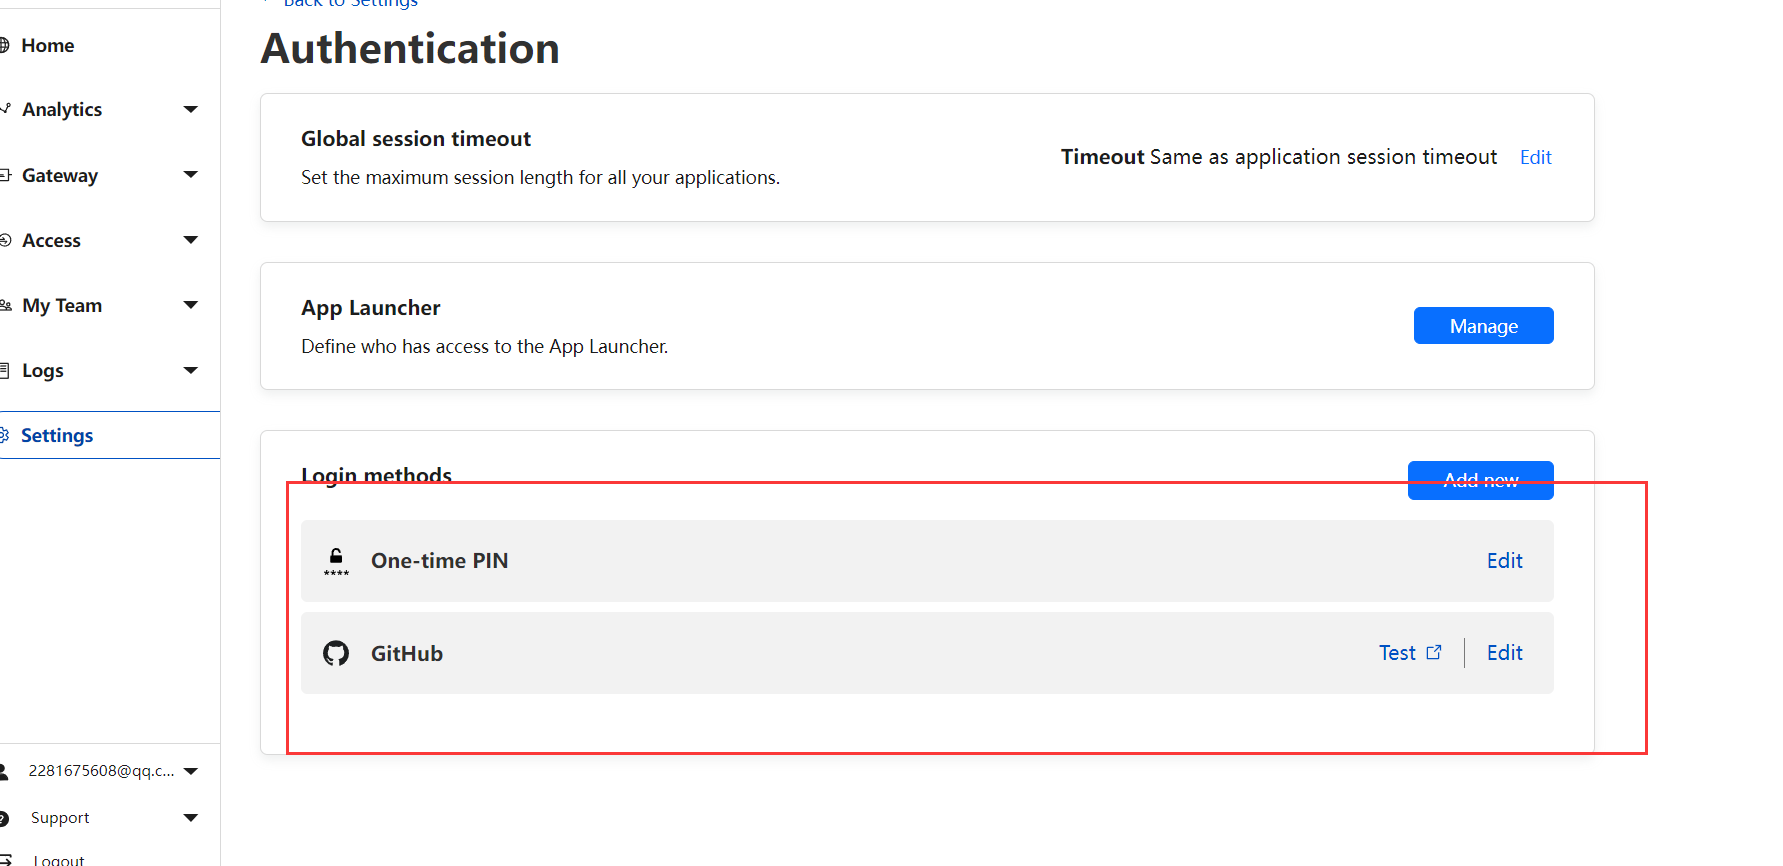 Back to Settings
Home
Analytics
Gateway
Access
My Team
Logs
Settings
2281675608@qq.c...
Support
Logout
Authentication
Global session timeout
Set the maximum session length for all your applications.
Timeout Same as application session timeout Edit
App Launcher
Define who has access to the App Launcher.
Manage
Login methods
Add new
**** One-time PIN Edit
GitHub Test Edit